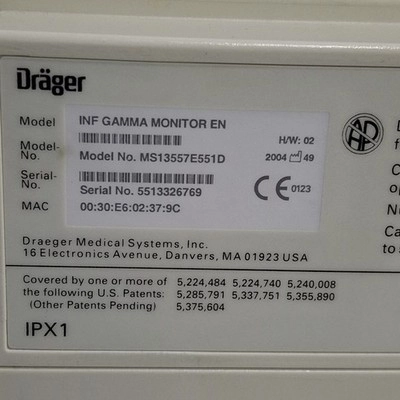 Dräger
Model INF GAMMA MONITOR EN
H/W: 02
Model-No. Model No. MS13557E551D 2004 49
Serial-No. Serial No. 5513326769 CE 0123
MAC 00:30:E6:02:37:9C
Draeger Medical Systems, Inc.
16 Electronics Avenue, Danvers, MA 01923 USA
Covered by one or more of 5,224,484 5,224,740 5,240,008
the following U.S. Patents: 5,285,791 5,337,751 5,355,890
(Other Patents Pending) 5,375,604
IPX1